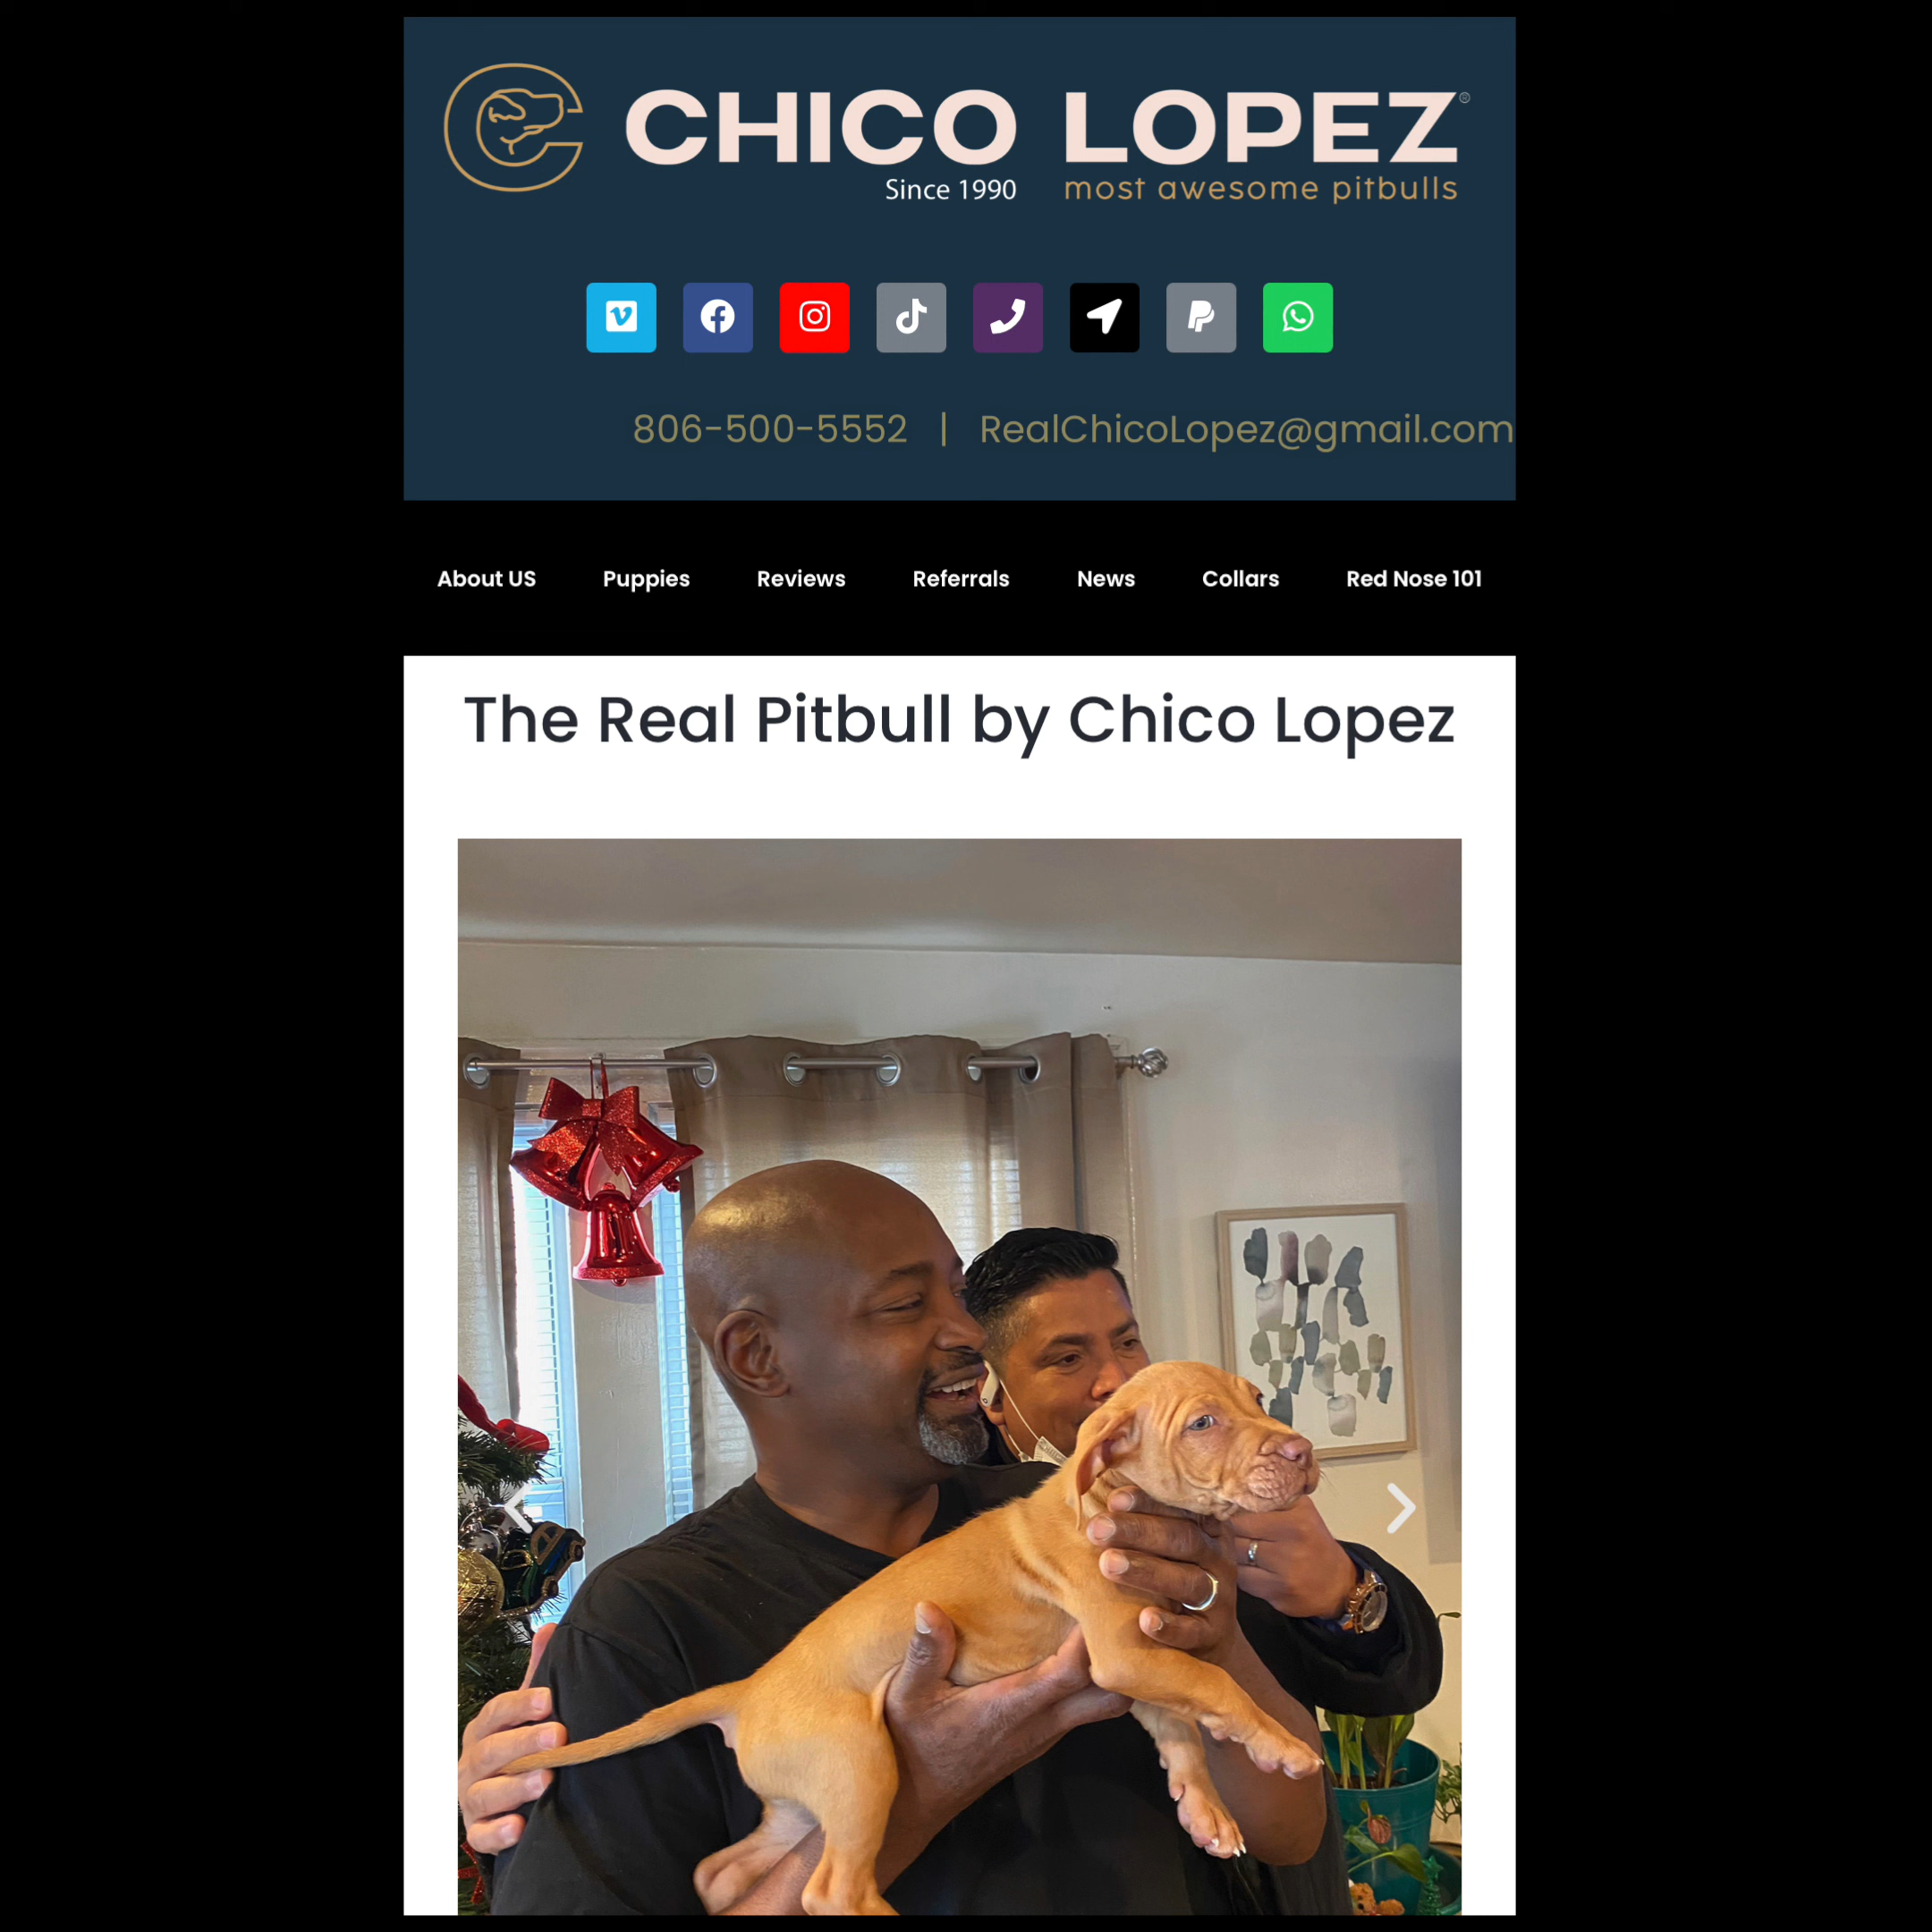 CHICO LOPEZ®
Since 1990 most awesome pitbulls
806-500-5552 | RealChicoLopez@gmail.com
About US Puppies Reviews Referrals News Collars Red Nose 101
The Real Pitbull by Chico Lopez